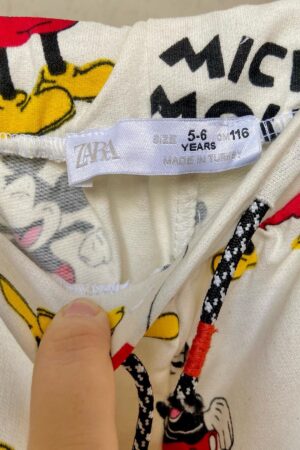 MICK
MOU
ZARA
SIZE 5-6 YEARS CM 116
MADE IN TURKEY